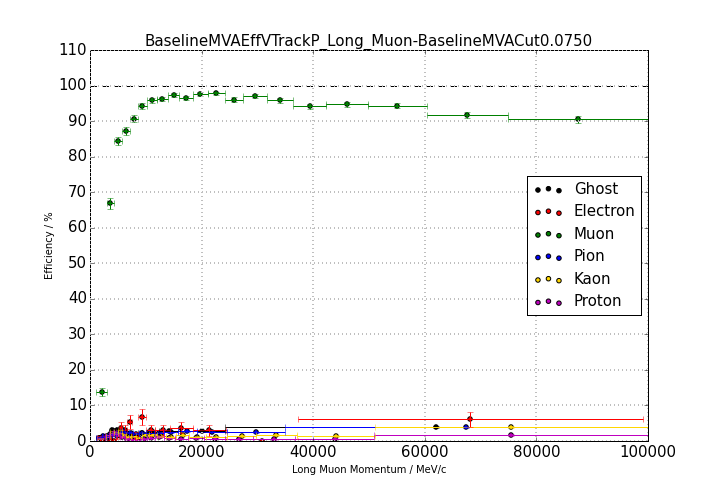 BaselineMVAEffVTrackP_Long_Muon-BaselineMVACut0.0750
110
100
90
80
70
60
50
40
30
20
10
0
Efficiency / %
Ghost
Electron
Muon
Pion
Kaon
Proton
0 20000 40000 60000 80000 100000
Long Muon Momentum / MeV/c